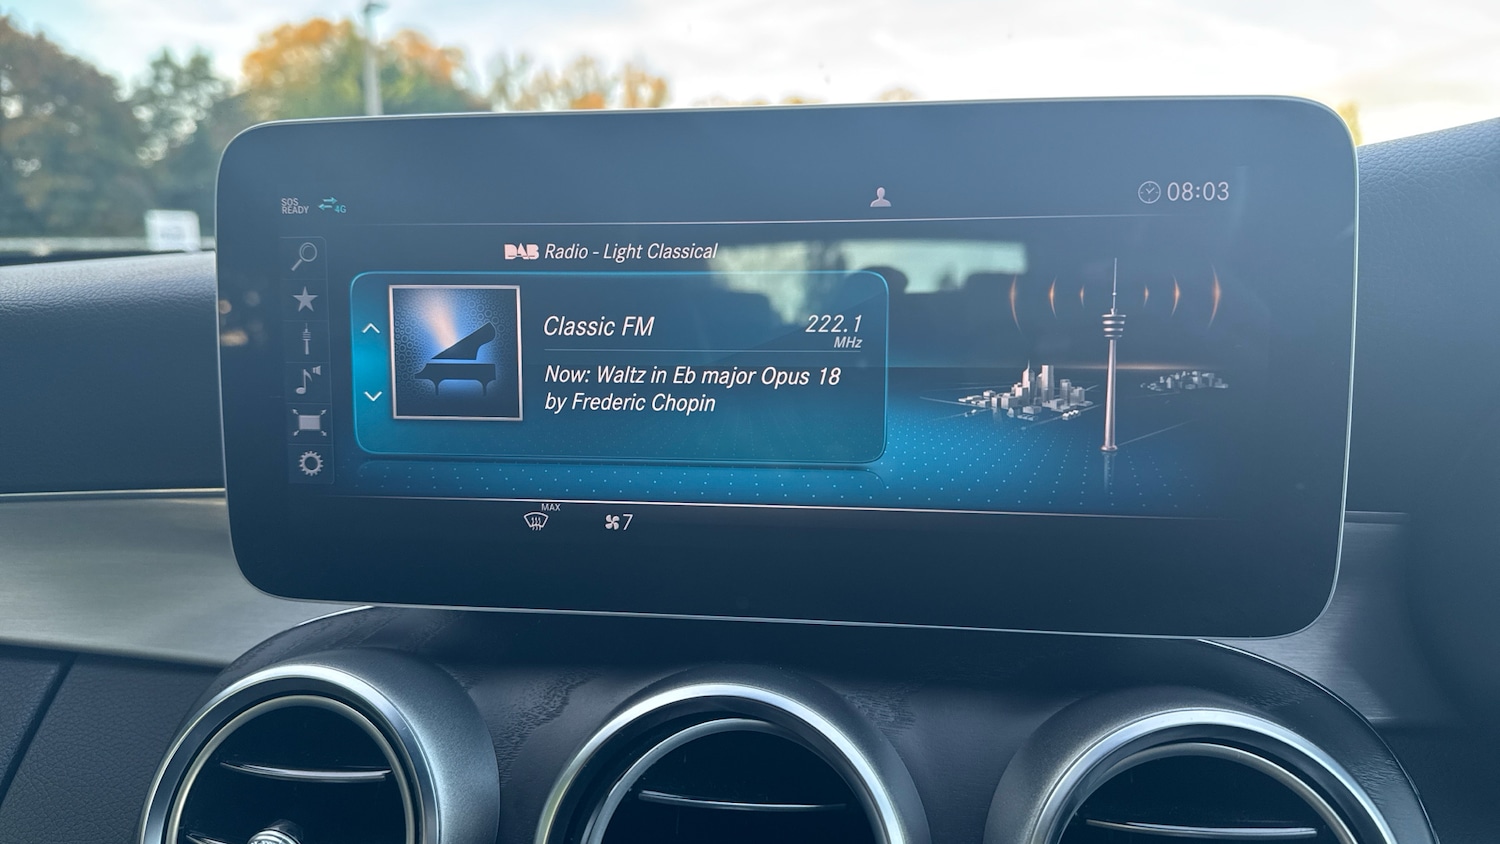 SOS
READY
4G
08:03
DAB Radio - Light Classical
Classic FM
222.1
MHz
Now: Waltz in Eb major Opus 18
by Frederic Chopin
MAX
7